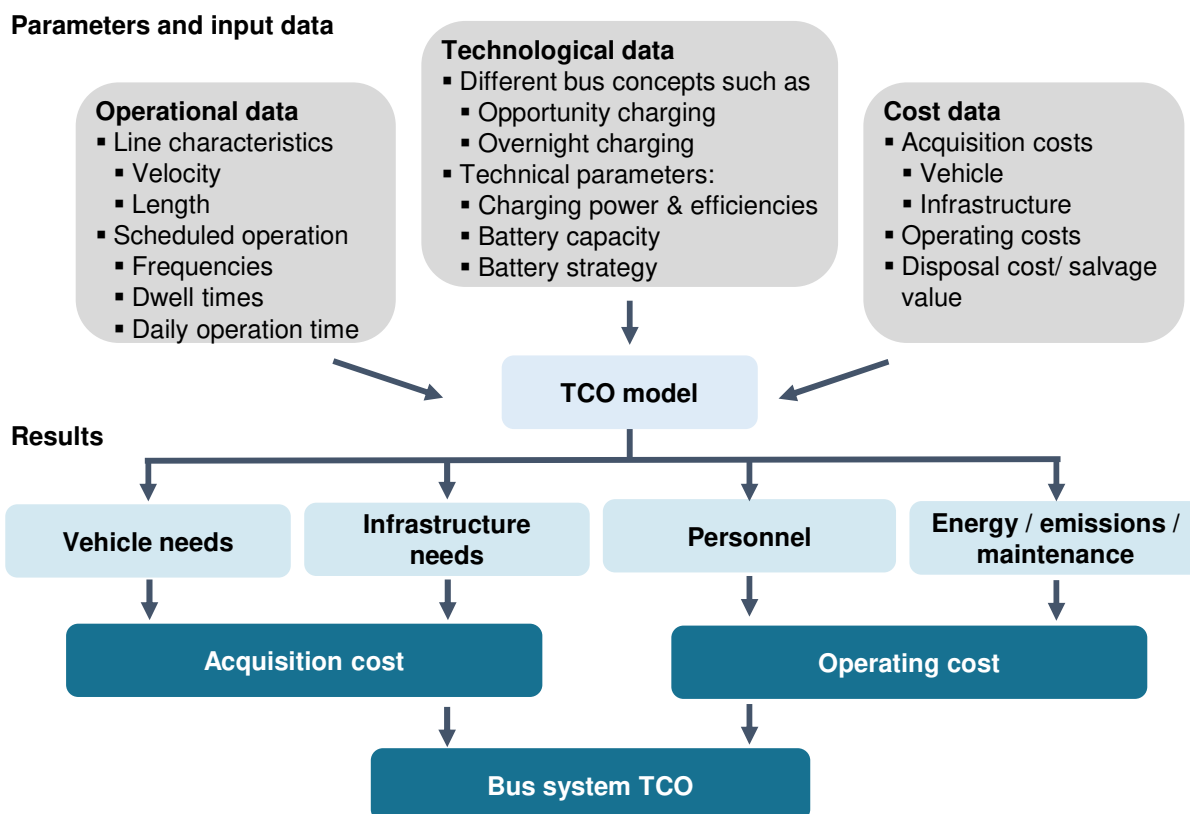 Parameters and input data
Operational data
▪ Line characteristics
▪ Velocity
▪ Length
▪ Scheduled operation
▪ Frequencies
▪ Dwell times
▪ Daily operation time
Technological data
▪ Different bus concepts such as
▪ Opportunity charging
▪ Overnight charging
▪ Technical parameters:
▪ Charging power & efficiencies
▪ Battery capacity
▪ Battery strategy
Cost data
▪ Acquisition costs
▪ Vehicle
▪ Infrastructure
▪ Operating costs
▪ Disposal cost/ salvage
value
TCO model
Results
Vehicle needs
Infrastructure
needs
Personnel
Energy / emissions /
maintenance
Acquisition cost
Operating cost
Bus system TCO